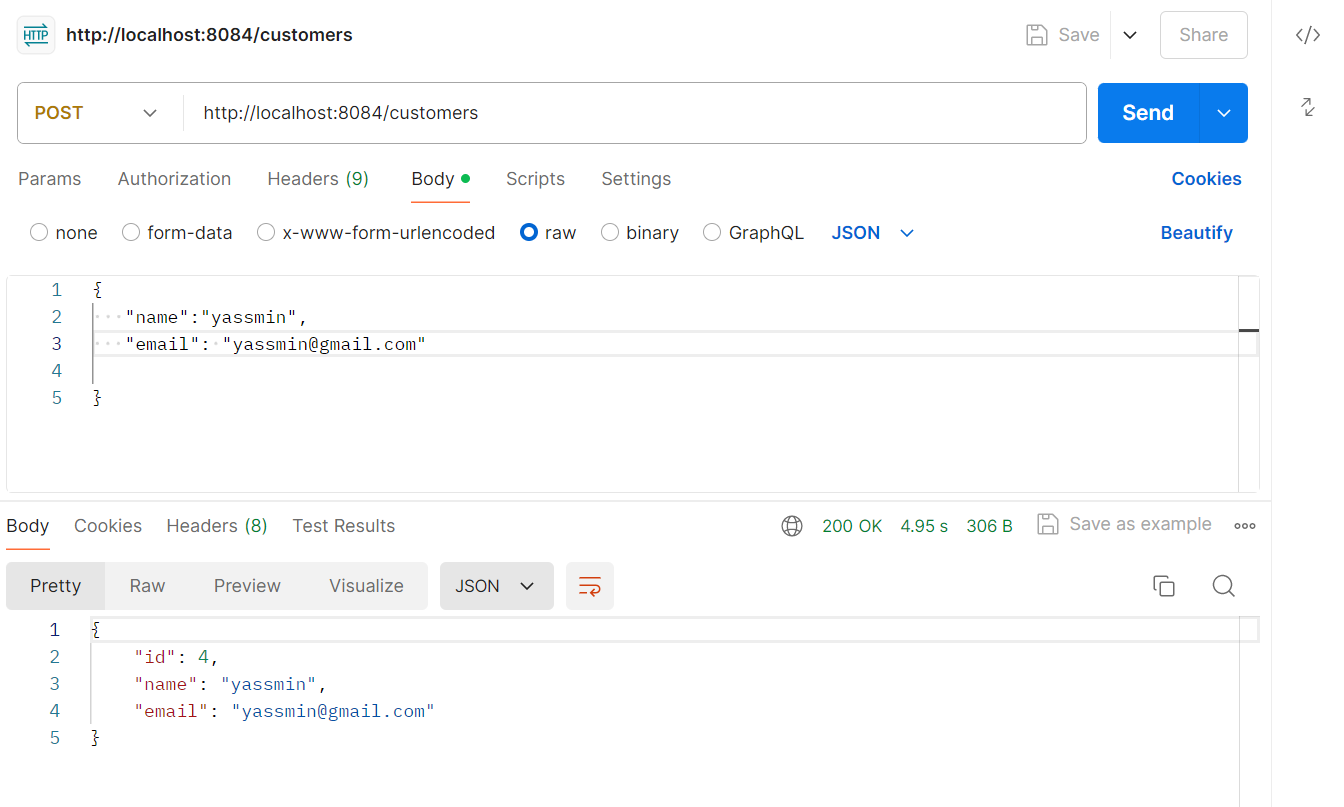 HTTP http://localhost:8084/customers Save Share </>
POST http://localhost:8084/customers Send
Params Authorization Headers (9) Body Scripts Settings Cookies
none form-data x-www-form-urlencoded raw binary GraphQL JSON Beautify
1 {
2 "name":"yassmin",
3 "email": "yassmin@gmail.com"
4
5 }
Body Cookies Headers (8) Test Results 200 OK 4.95 s 306 B Save as example
Pretty Raw Preview Visualize JSON
1 {
2 "id": 4,
3 "name": "yassmin",
4 "email": "yassmin@gmail.com"
5 }